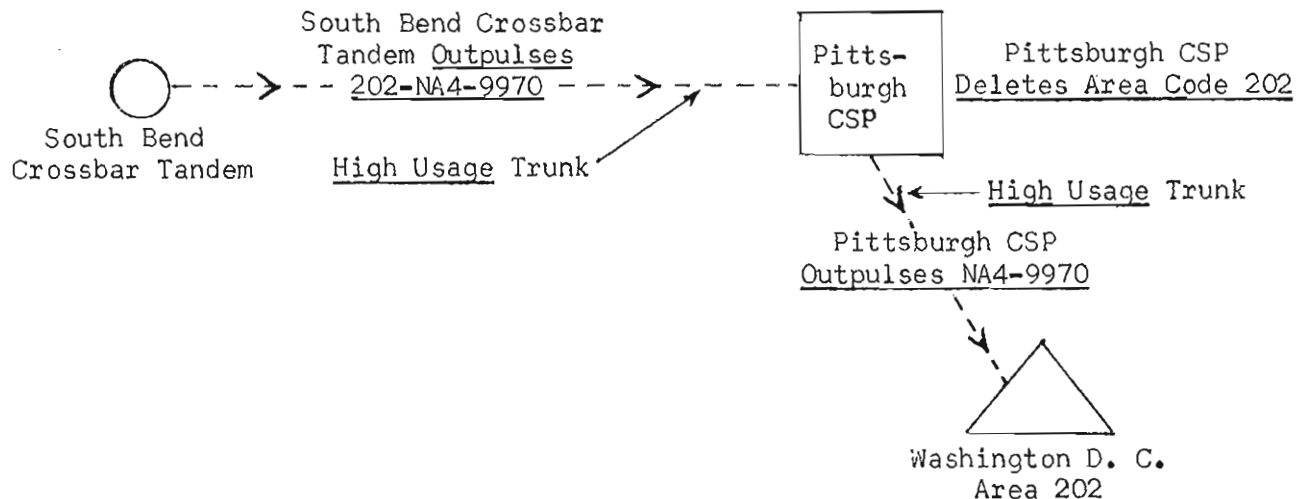 South Bend Crossbar
Tandem Outpulses
202-NA4-9970
South Bend
Crossbar Tandem
High Usage Trunk
Pitts-
burgh
CSP
Pittsburgh CSP
Deletes Area Code 202
High Usage Trunk
Pittsburgh CSP
Outpulses NA4-9970
Washington D. C.
Area 202